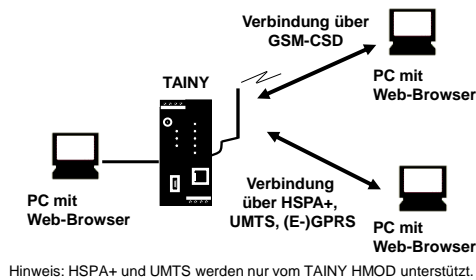 Verbindung über
GSM-CSD
TAINY
PC mit
Web-Browser
PC mit
Web-Browser
Verbindung
über HSPA+,
UMTS, (E-)GPRS
PC mit
Web-Browser
Hinweis: HSPA+ und UMTS werden nur vom TAINY HMOD unterstützt.